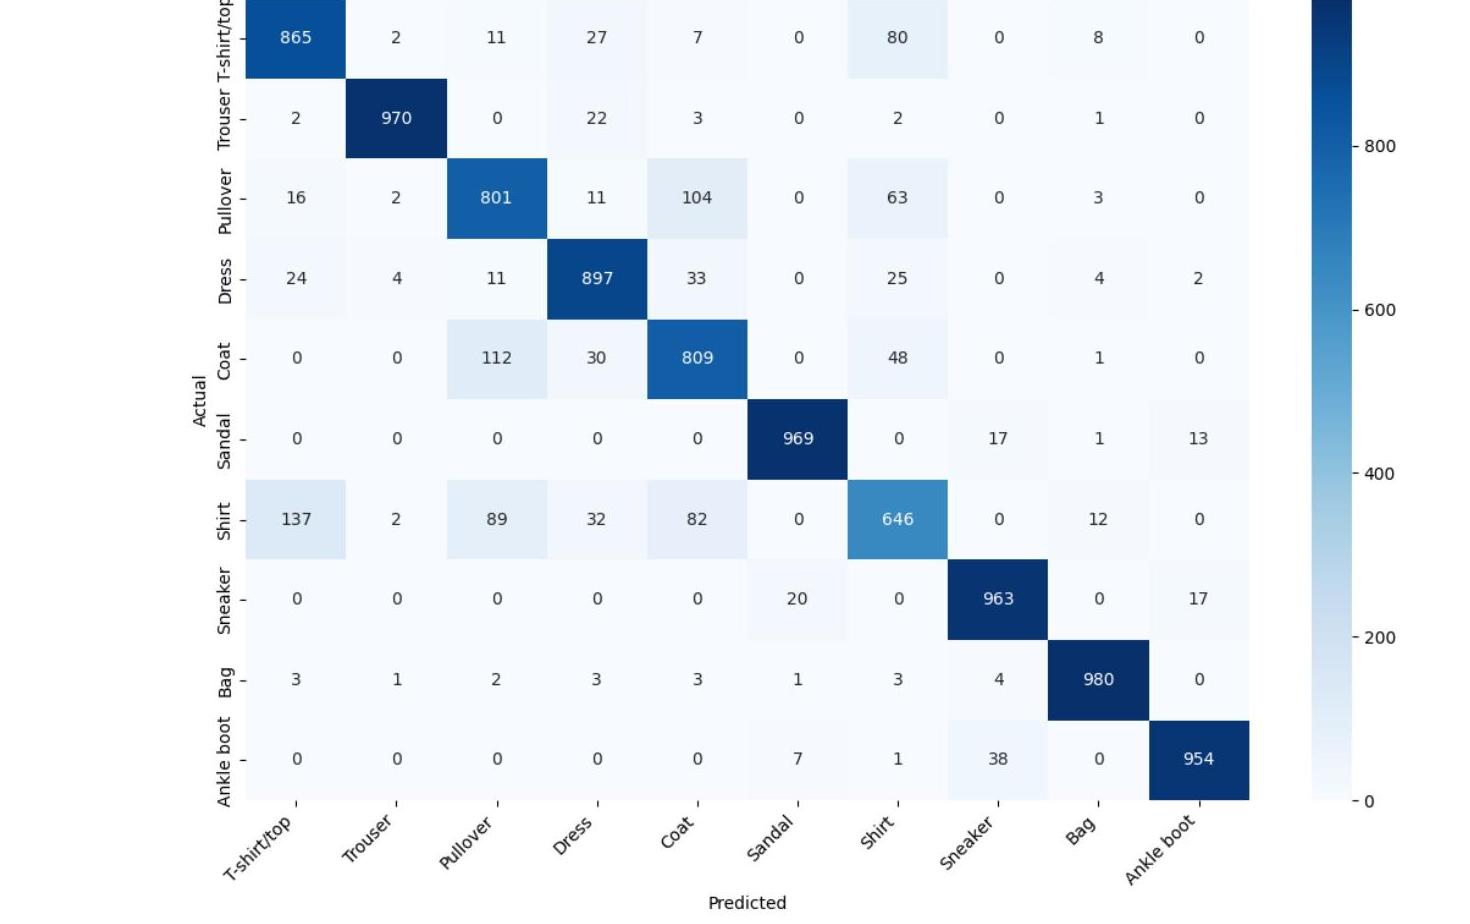 T-shirt/top 865 2 11 27 7 0 80 0 8 0
Trouser 2 970 0 22 3 0 2 0 1 0
800
Pullover 16 2 801 11 104 0 63 0 3 0
Dress 24 4 11 897 33 0 25 0 4 2
600
Coat 0 0 112 30 809 0 48 0 1 0
Actual
Sandal 0 0 0 0 0 969 0 17 1 13
400
Shirt 137 2 89 32 82 0 646 0 12 0
Sneaker 0 0 0 0 0 20 0 963 0 17
200
Bag 3 1 2 3 3 1 3 4 980 0
Ankle boot 0 0 0 0 0 7 1 38 0 954
0
T-shirt/top Trouser Pullover Dress Coat Sandal Shirt Sneaker Bag Ankle boot
Predicted